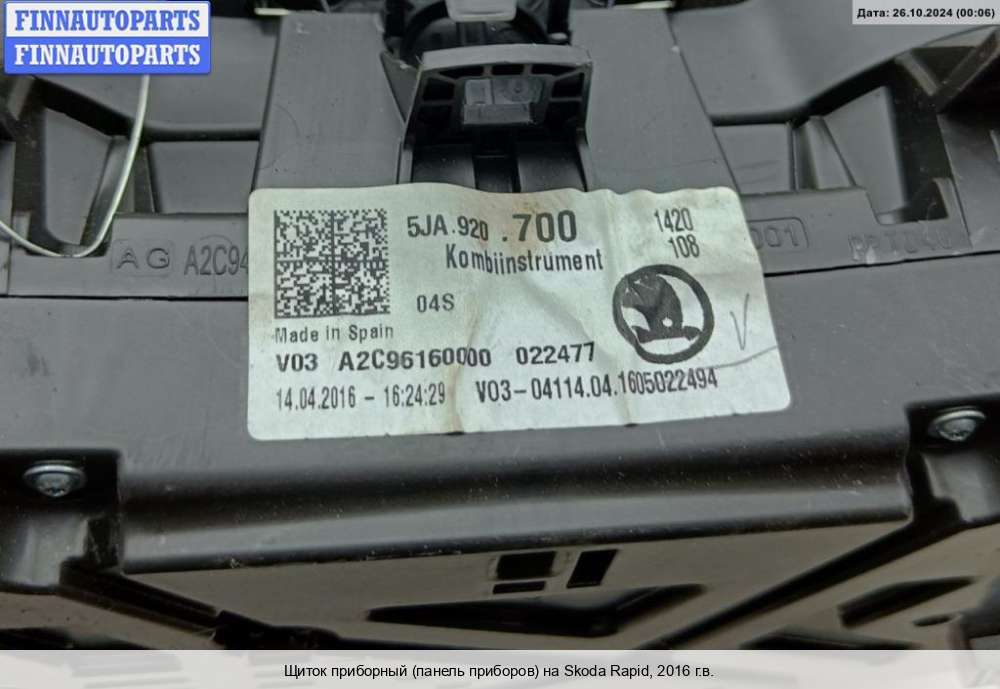 FINNAUTOPARTS
FINNAUTOPARTS
Дата: 26.10.2024 (00:06)
5JA.920 .700
1420
108
Kombiinstrument
AG A2C94
001
04S
Made in Spain
V03 A2C96160000 022477
14.04.2016 - 16:24:29 V03-04114.04.1605022494
V
Щиток приборный (панель приборов) на Skoda Rapid, 2016 г.в.